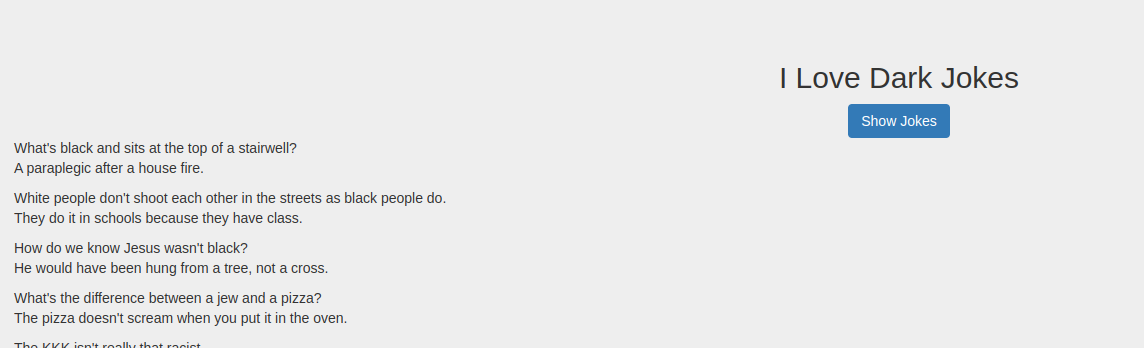 I Love Dark Jokes
Show Jokes
What's black and sits at the top of a stairwell?
A paraplegic after a house fire.
White people don't shoot each other in the streets as black people do.
They do it in schools because they have class.
How do we know Jesus wasn't black?
He would have been hung from a tree, not a cross.
What's the difference between a jew and a pizza?
The pizza doesn't scream when you put it in the oven.
The KKK isn't really that racist.